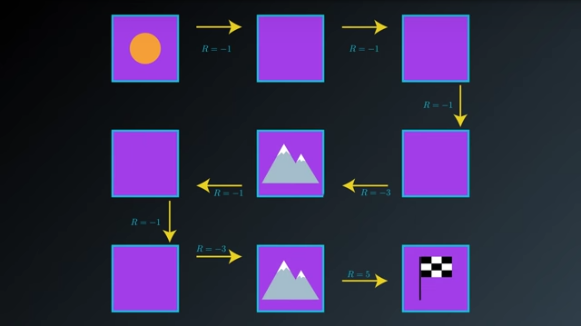 R = −1
R = −1
R = −1
R = −1
R = −3
R = −1
R = −3
R = 5